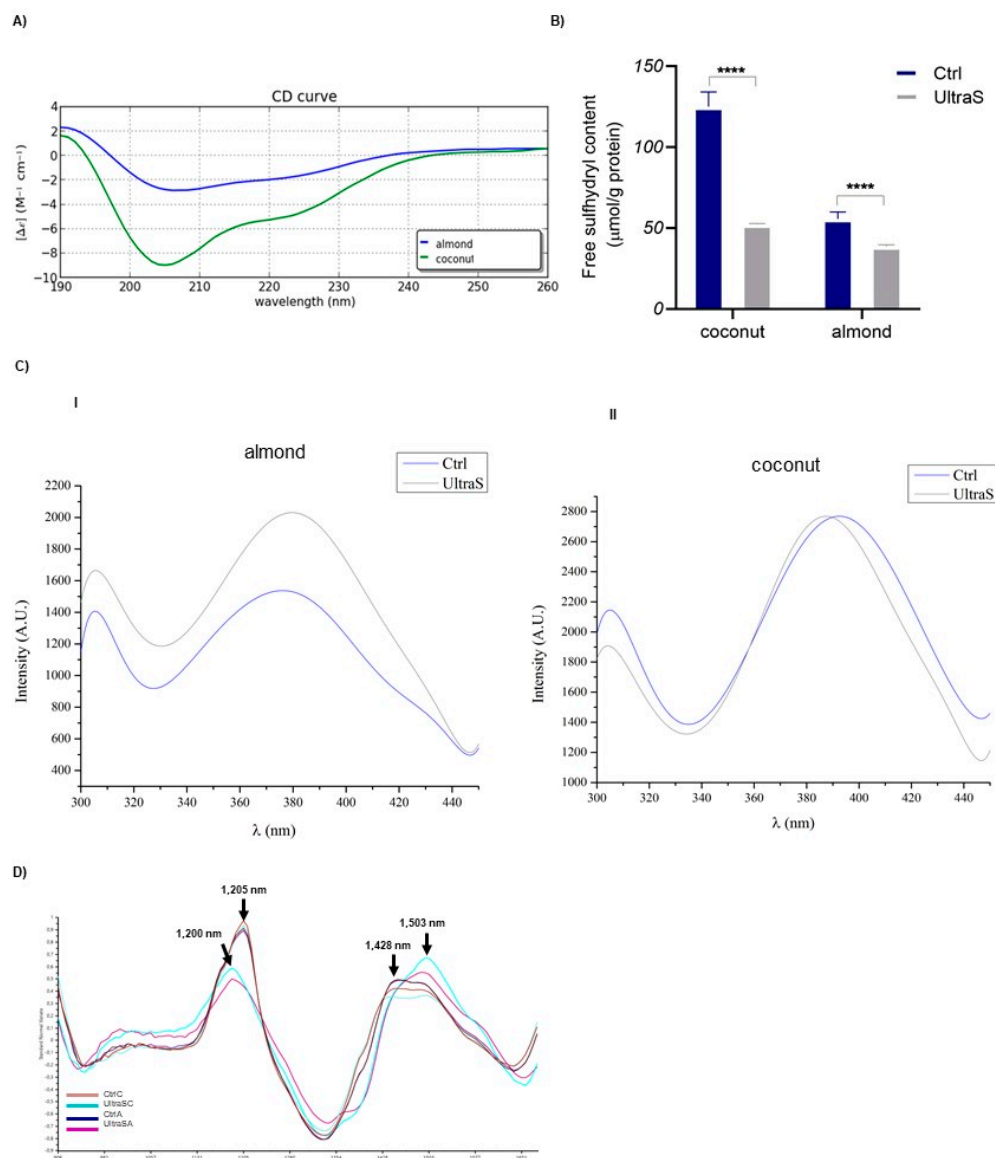 A)
CD curve
[Δε] (M⁻¹ cm⁻¹)
4
2
0
−2
−4
−6
−8
−10
almond
coconut
190 200 210 220 230 240 250 260
wavelength (nm)
B)
Free sulfhydryl content
(μmol/g protein)
150
100
50
0
****
****
Ctrl
UltraS
coconut almond
C)
I
almond
Ctrl
UltraS
Intensity (A.U.)
2200
2000
1800
1600
1400
1200
1000
800
600
400
300 320 340 360 380 400 420 440
λ (nm)
II
coconut
Ctrl
UltraS
Intensity (A.U.)
2800
2600
2400
2200
2000
1800
1600
1400
1200
1000
300 320 340 360 380 400 420 440
λ (nm)
D)
1,205 nm
1,200 nm
1,503 nm
1,428 nm
CtrlC
UltraSC
CtrlA
UltraSA